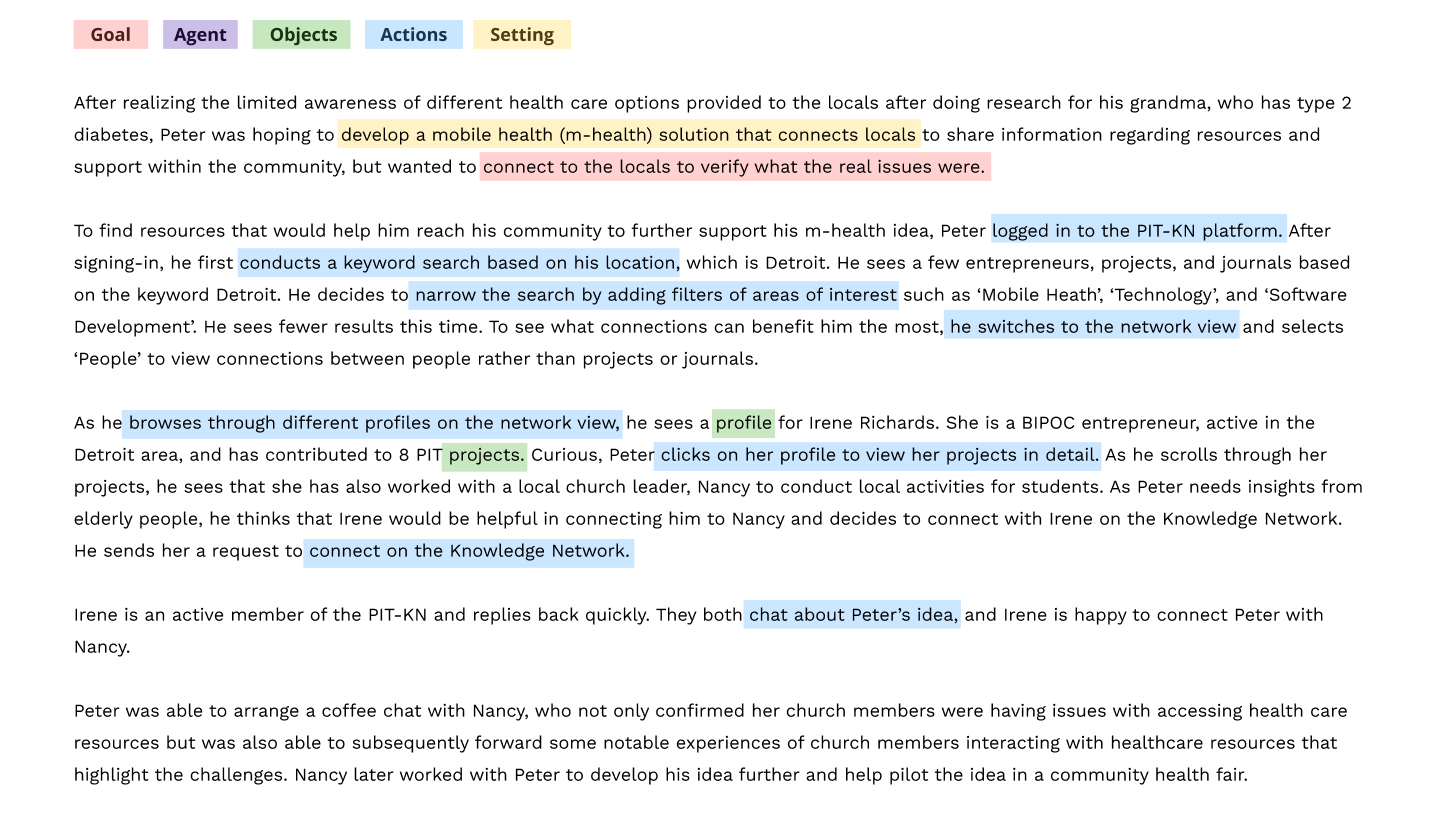 Goal Agent Objects Actions Setting
After realizing the limited awareness of different health care options provided to the locals after doing research for his grandma, who has type 2
diabetes, Peter was hoping to develop a mobile health (m-health) solution that connects locals to share information regarding resources and
support within the community, but wanted to connect to the locals to verify what the real issues were.
To find resources that would help him reach his community to further support his m-health idea, Peter logged in to the PIT-KN platform. After
signing-in, he first conducts a keyword search based on his location, which is Detroit. He sees a few entrepreneurs, projects, and journals based
on the keyword Detroit. He decides to narrow the search by adding filters of areas of interest such as ‘Mobile Heath’, ‘Technology’, and ‘Software
Development’. He sees fewer results this time. To see what connections can benefit him the most, he switches to the network view and selects
‘People’ to view connections between people rather than projects or journals.
As he browses through different profiles on the network view, he sees a profile for Irene Richards. She is a BIPOC entrepreneur, active in the
Detroit area, and has contributed to 8 PIT projects. Curious, Peter clicks on her profile to view her projects in detail. As he scrolls through her
projects, he sees that she has also worked with a local church leader, Nancy to conduct local activities for students. As Peter needs insights from
elderly people, he thinks that Irene would be helpful in connecting him to Nancy and decides to connect with Irene on the Knowledge Network.
He sends her a request to connect on the Knowledge Network.
Irene is an active member of the PIT-KN and replies back quickly. They both chat about Peter’s idea, and Irene is happy to connect Peter with
Nancy.
Peter was able to arrange a coffee chat with Nancy, who not only confirmed her church members were having issues with accessing health care
resources but was also able to subsequently forward some notable experiences of church members interacting with healthcare resources that
highlight the challenges. Nancy later worked with Peter to develop his idea further and help pilot the idea in a community health fair.